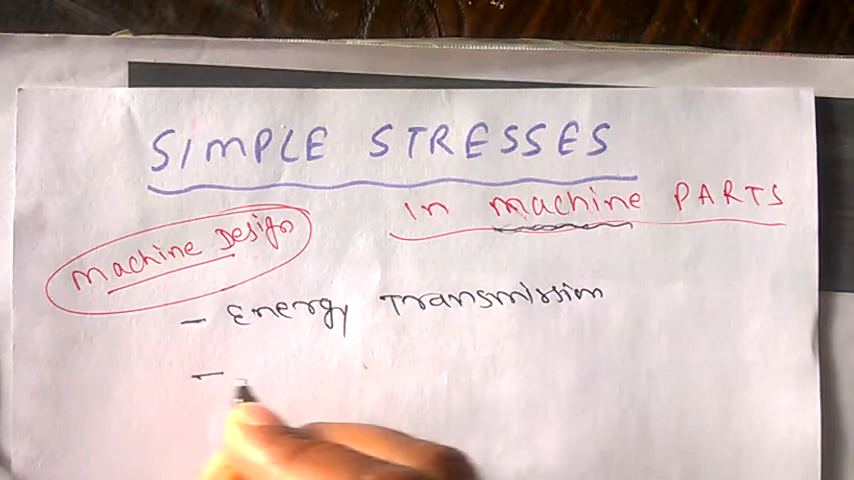 SIMPLE STRESSES
in machine PARTS
Machine Design
- Energy Transmission
-